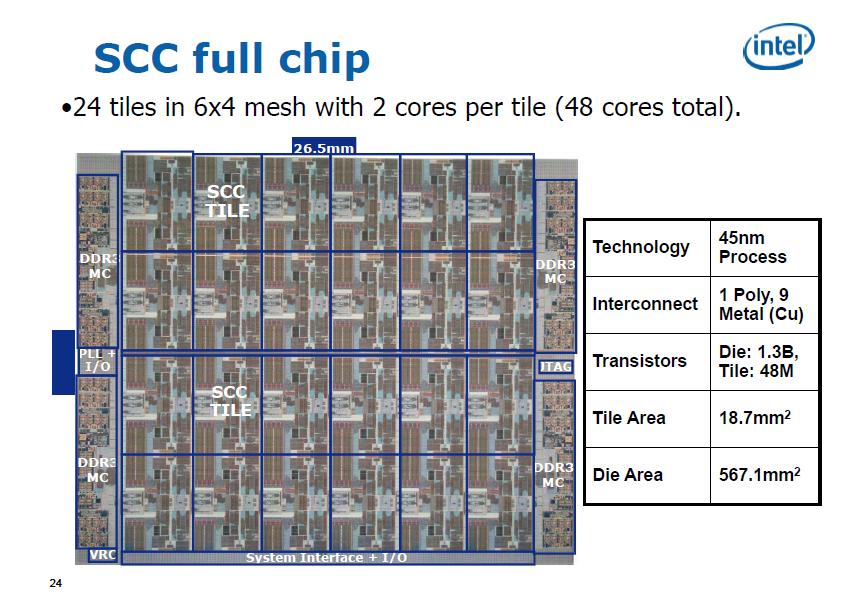 SCC full chip
intel
•24 tiles in 6x4 mesh with 2 cores per tile (48 cores total).
26.5mm
SCC
TILE
DDR3
MC
DDR3
MC
PLL +
I/O
JTAG
SCC
TILE
DDR3
MC
DDR3
MC
VRC
System Interface + I/O
Technology
45nm
Process
Interconnect
1 Poly, 9
Metal (Cu)
Transistors
Die: 1.3B,
Tile: 48M
Tile Area
18.7mm²
Die Area
567.1mm²
24